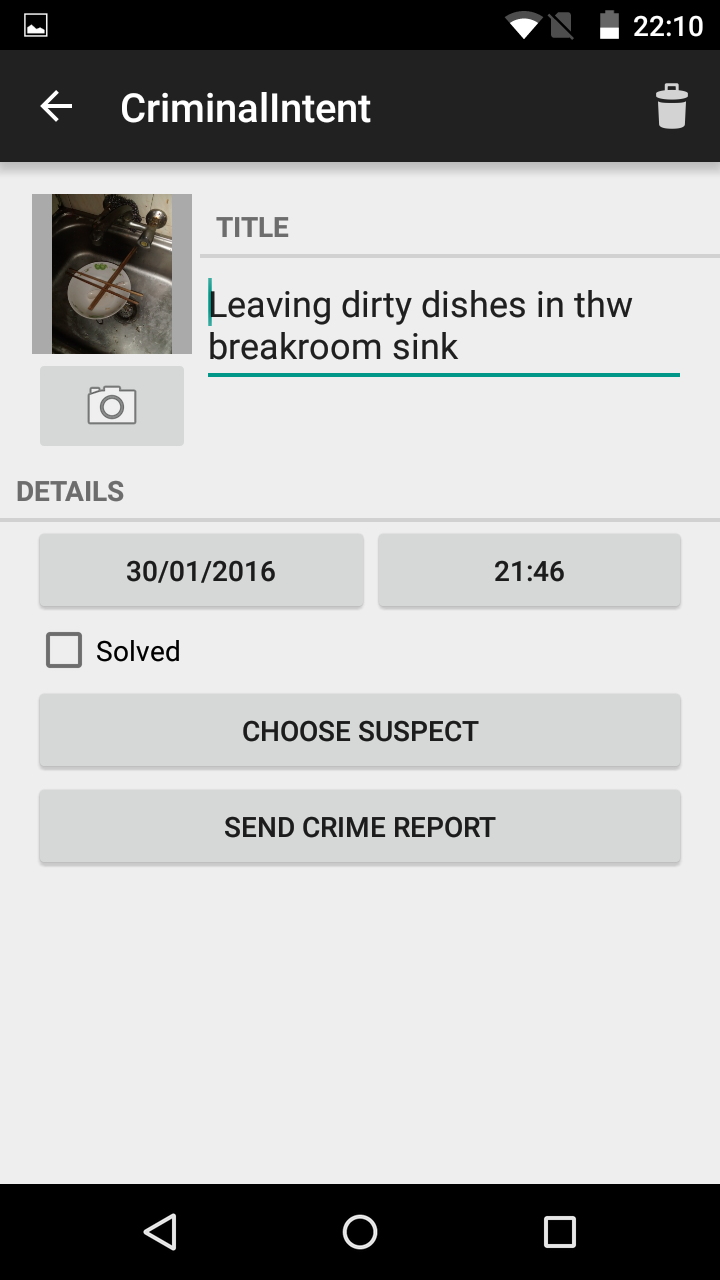 22:10
CriminalIntent
TITLE
Leaving dirty dishes in thw
breakroom sink
DETAILS
30/01/2016
21:46
Solved
CHOOSE SUSPECT
SEND CRIME REPORT